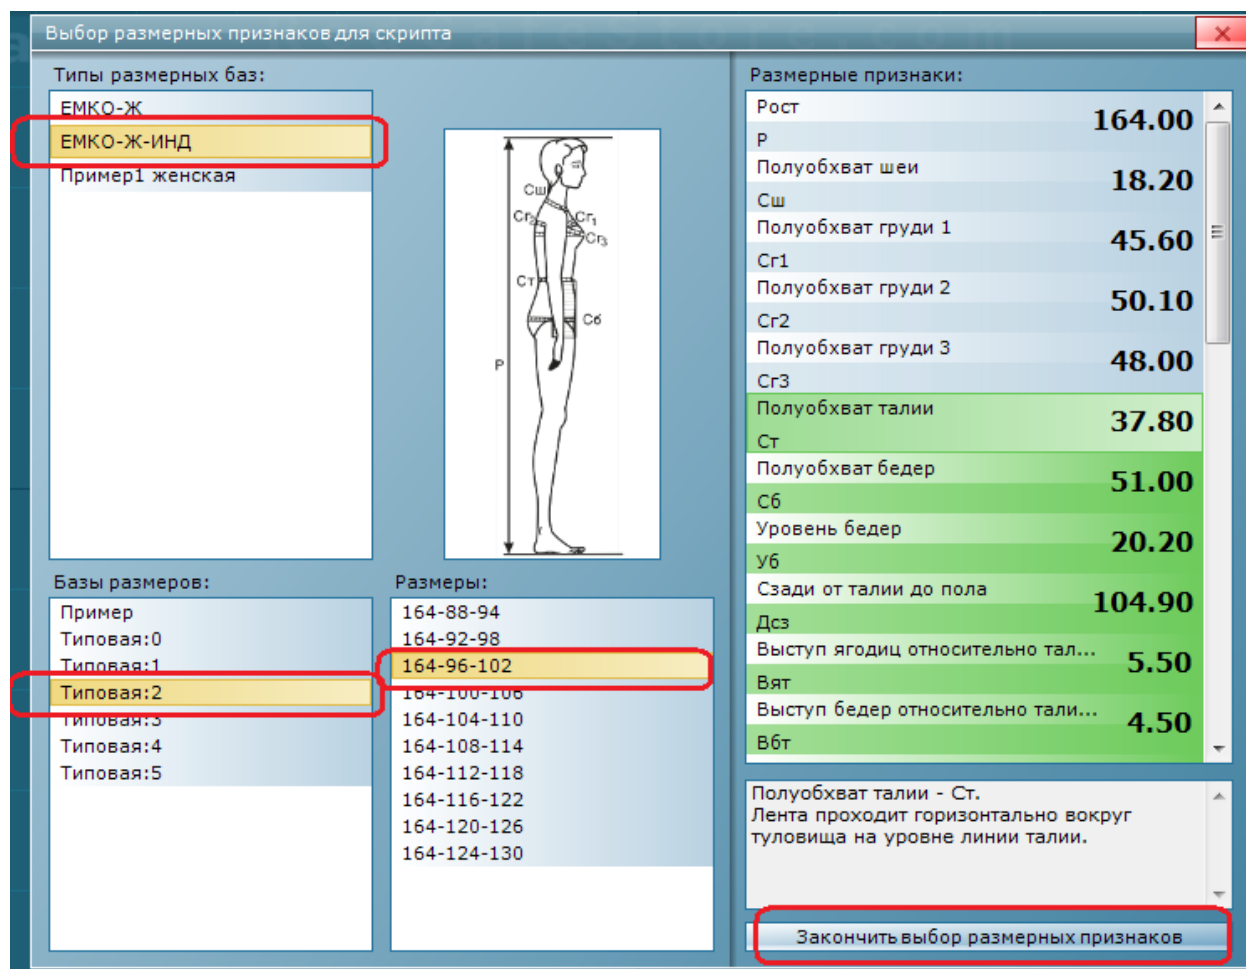 Выбор размерных признаков для скрипта
Типы размерных баз:
ЕМКО-Ж
ЕМКО-Ж-ИНД
Пример1 женская
Сш
Сг2
Сг1
Сг3
Ст
Сб
Р
Базы размеров:
Пример
Типовая:0
Типовая:1
Типовая:2
Типовая:3
Типовая:4
Типовая:5
Размеры:
164-88-94
164-92-98
164-96-102
164-100-106
164-104-110
164-108-114
164-112-118
164-116-122
164-120-126
164-124-130
Размерные признаки:
Рост
164.00
Р
Полуобхват шеи
18.20
Сш
Полуобхват груди 1
45.60
Сг1
Полуобхват груди 2
50.10
Сг2
Полуобхват груди 3
48.00
Сг3
Полуобхват талии
37.80
Ст
Полуобхват бедер
51.00
Сб
Уровень бедер
20.20
Уб
Сзади от талии до пола
104.90
Дсз
Выступ ягодиц относительно тал...
5.50
Вят
Выступ бедер относительно тали...
4.50
Вбт
Полуобхват талии - Ст.
Лента проходит горизонтально вокруг
туловища на уровне линии талии.
Закончить выбор размерных признаков